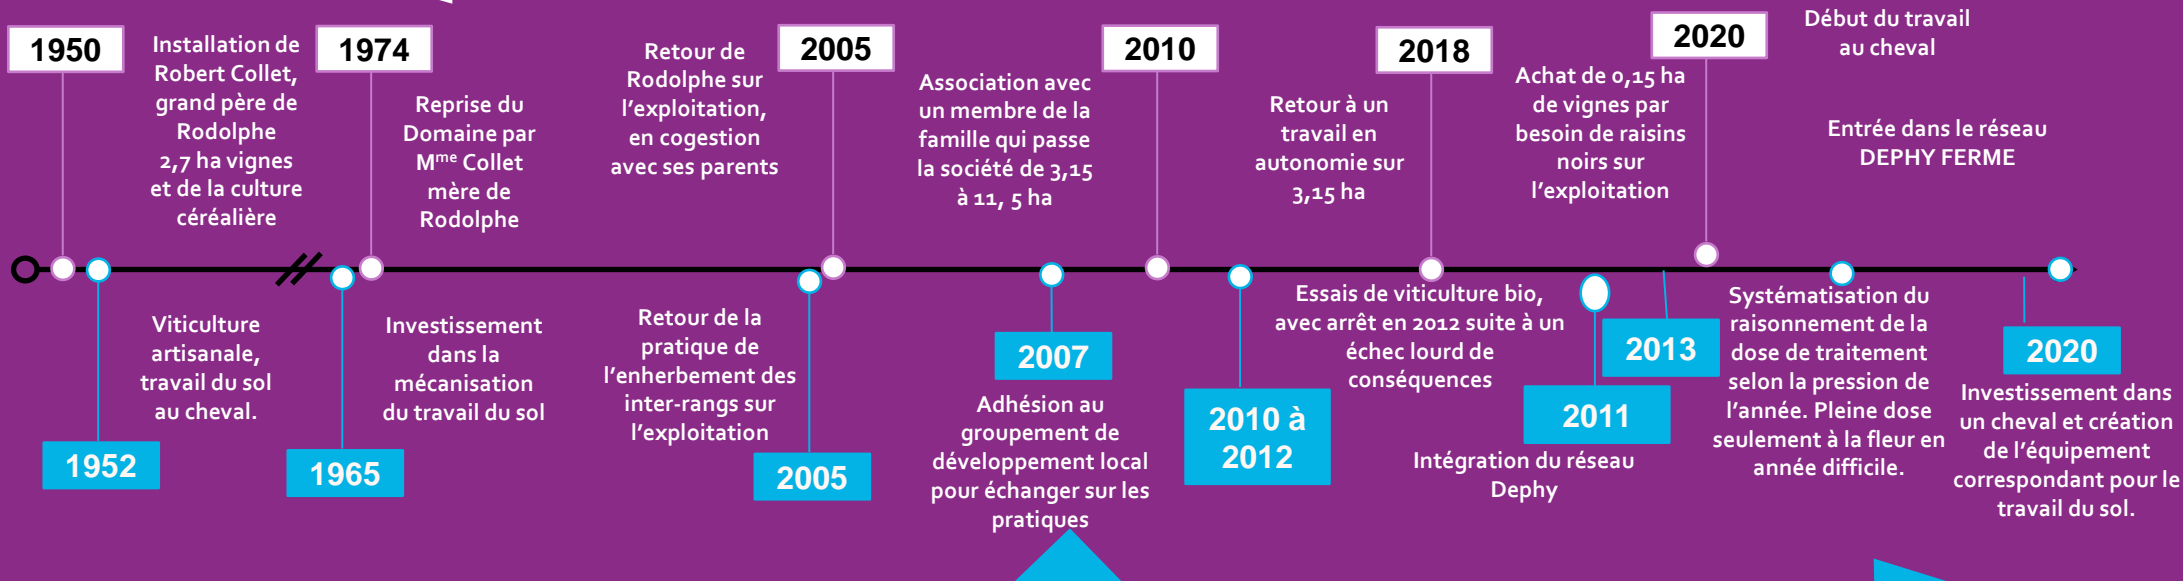 1950
Installation de
Robert Collet,
grand père de
Rodolphe
2,7 ha vignes
et de la culture
céréalière
1974
Reprise du
Domaine par
Mme Collet
mère de
Rodolphe
Retour de
Rodolphe sur
l'exploitation,
en cogestion
avec ses parents
2005
Association avec
un membre de la
famille qui passe
la société de 3,15
à 11, 5 ha
2010
Retour à un
travail en
autonomie sur
3,15 ha
2018
Achat de 0,15 ha
de vignes par
besoin de raisins
noirs sur
l'exploitation
2020
Début du travail
au cheval
Entrée dans le réseau
DEPHY FERME
Viticulture
artisanale,
travail du sol
au cheval.
1952
1965
Investissement
dans la
mécanisation
du travail du sol
Retour de la
pratique de
l'enherbement des
inter-rangs sur
l'exploitation
2005
2007
Adhésion au
groupement de
développement local
pour échanger sur les
pratiques
2010 à
2012
Essais de viticulture bio,
avec arrêt en 2012 suite à un
échec lourd de
conséquences
2011
Intégration du réseau
Dephy
2013
Systématisation du
raisonnement de la
dose de traitement
selon la pression de
l'année. Pleine dose
seulement à la fleur en
année difficile.
2020
Investissement dans
un cheval et création
de l'équipement
correspondant pour le
travail du sol.